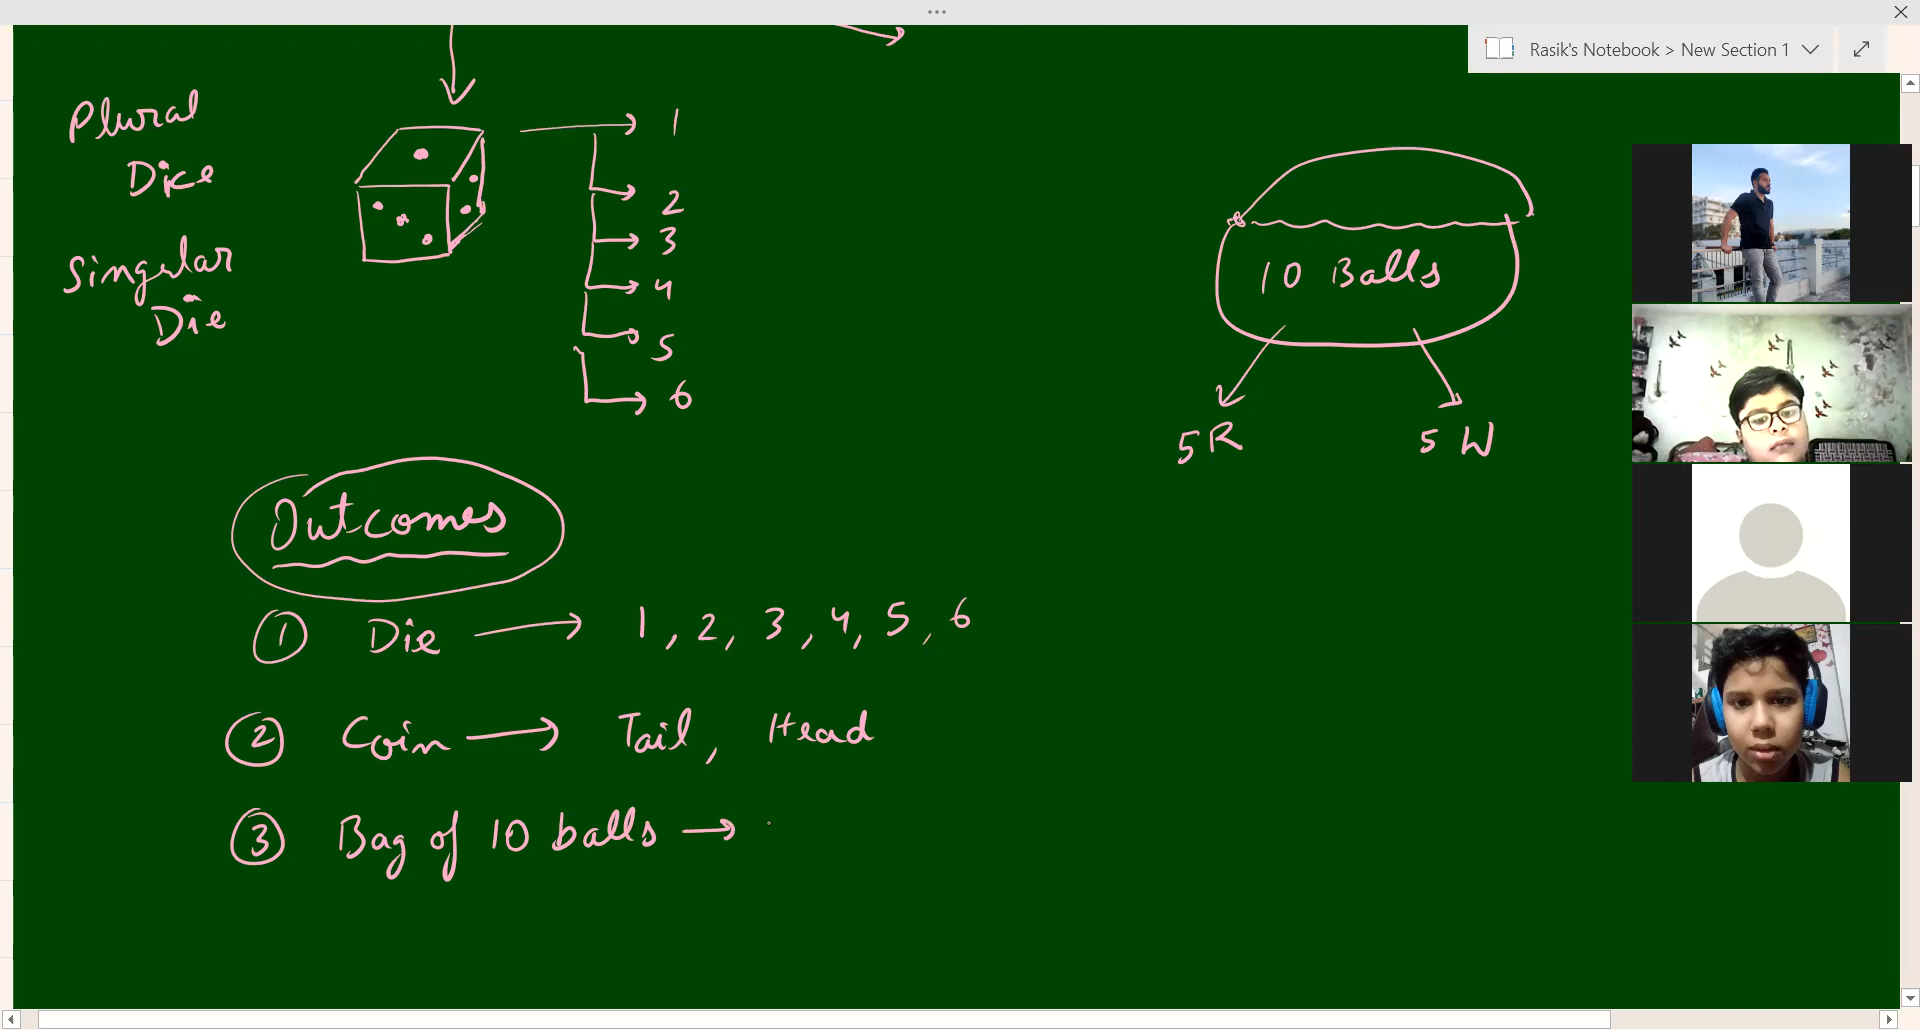 Rasik's Notebook > New Section 1
Plural
Dice
Singular
Die
1
2
3
4
5
6
10 Balls
5R
5 W
Outcomes
① Die → 1, 2, 3, 4, 5, 6
② Coin → Tail, Head
③ Bag of 10 balls →